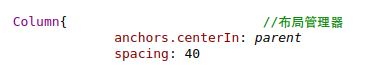 Column{ //布局管理器
anchors.centerIn: parent
spacing: 40